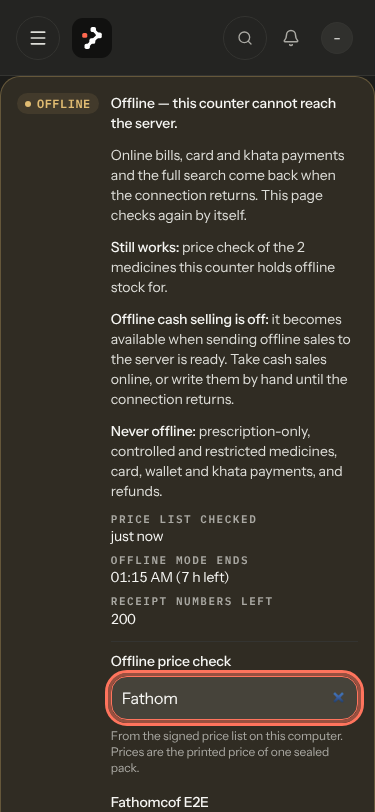 -
OFFLINE
Offline — this counter cannot reach
the server.
Online bills, card and khata payments
and the full search come back when
the connection returns. This page
checks again by itself.
Still works: price check of the 2
medicines this counter holds offline
stock for.
Offline cash selling is off: it becomes
available when sending offline sales to
the server is ready. Take cash sales
online, or write them by hand until the
connection returns.
Never offline: prescription-only,
controlled and restricted medicines,
card, wallet and khata payments, and
refunds.
PRICE LIST CHECKED
just now
OFFLINE MODE ENDS
01:15 AM (7 h left)
RECEIPT NUMBERS LEFT
200
Offline price check
Fathom
From the signed price list on this computer.
Prices are the printed price of one sealed
pack.
Fathomcof E2E